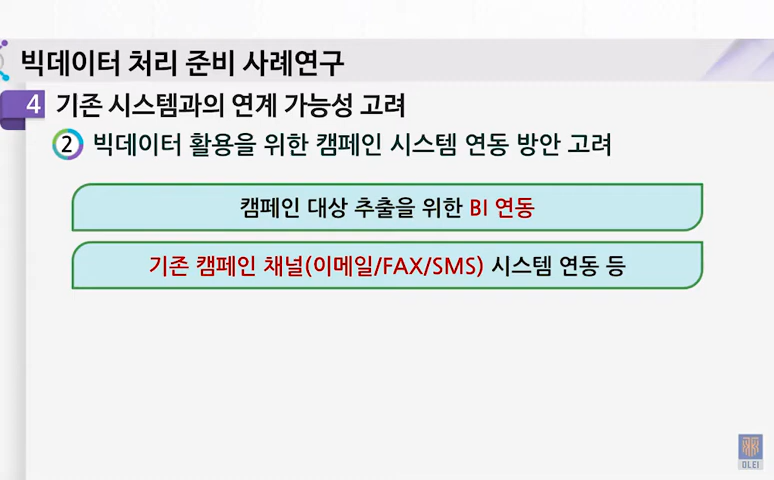 빅데이터 처리 준비 사례연구
4 기존 시스템과의 연계 가능성 고려
2 빅데이터 활용을 위한 캠페인 시스템 연동 방안 고려
캠페인 대상 추출을 위한 BI 연동
기존 캠페인 채널(이메일/FAX/SMS) 시스템 연동 등
OLEI